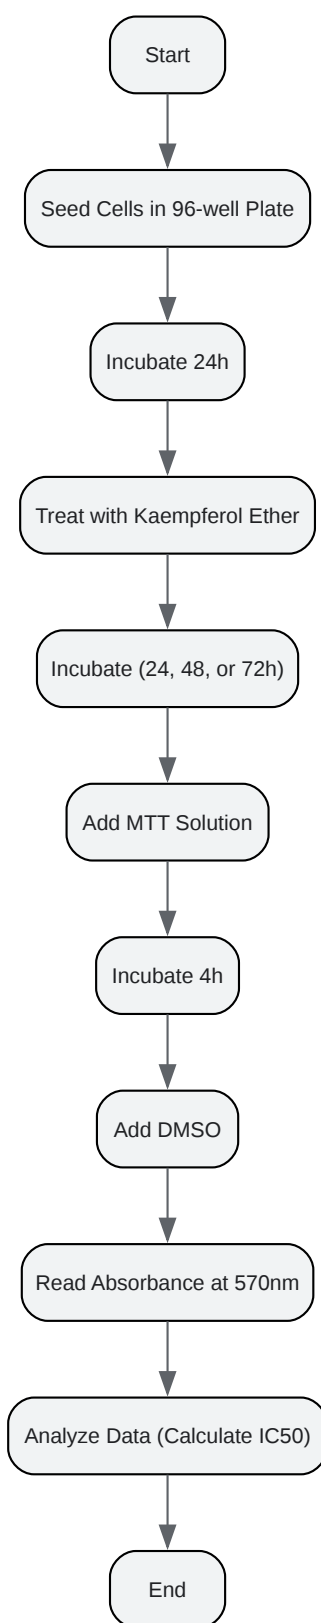 Start
Seed Cells in 96-well Plate
Incubate 24h
Treat with Kaempferol Ether
Incubate (24, 48, or 72h)
Add MTT Solution
Incubate 4h
Add DMSO
Read Absorbance at 570nm
Analyze Data (Calculate IC50)
End